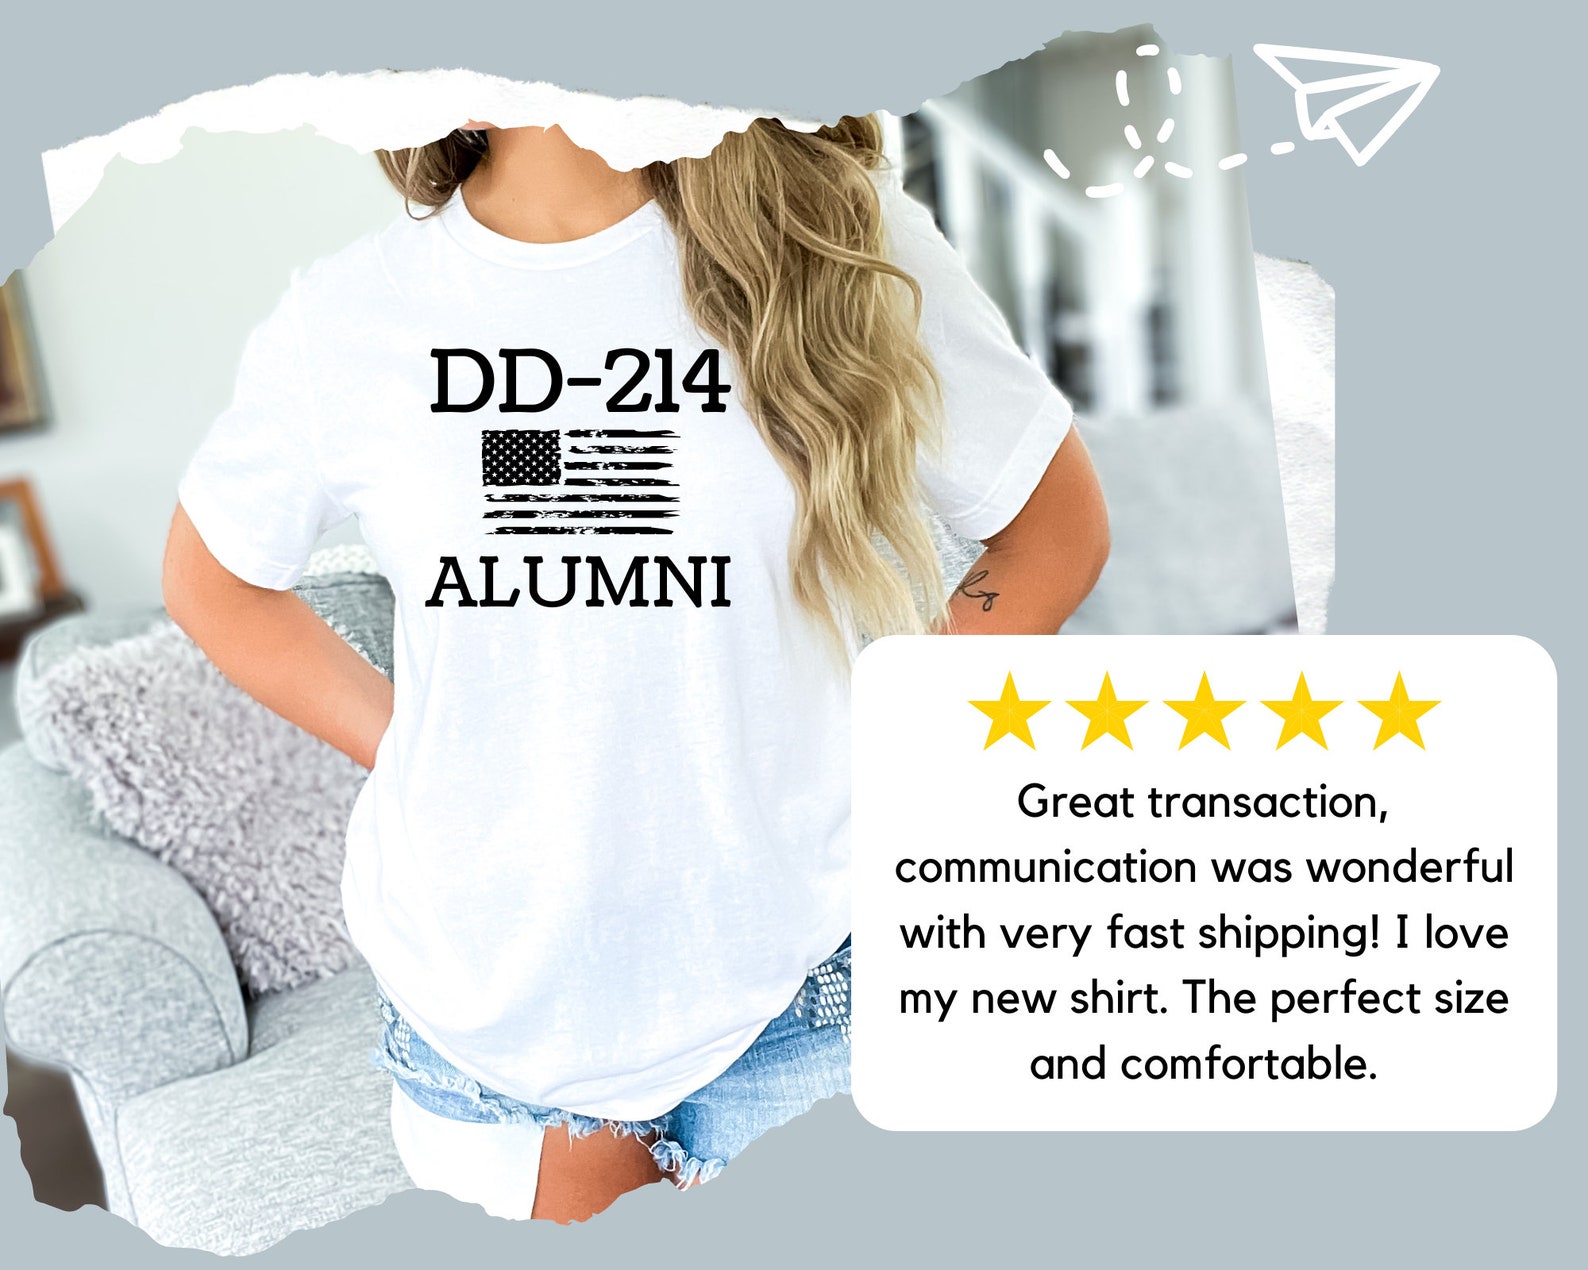 DD-214
ALUMNI
Great transaction,
communication was wonderful
with very fast shipping! I love
my new shirt. The perfect size
and comfortable.